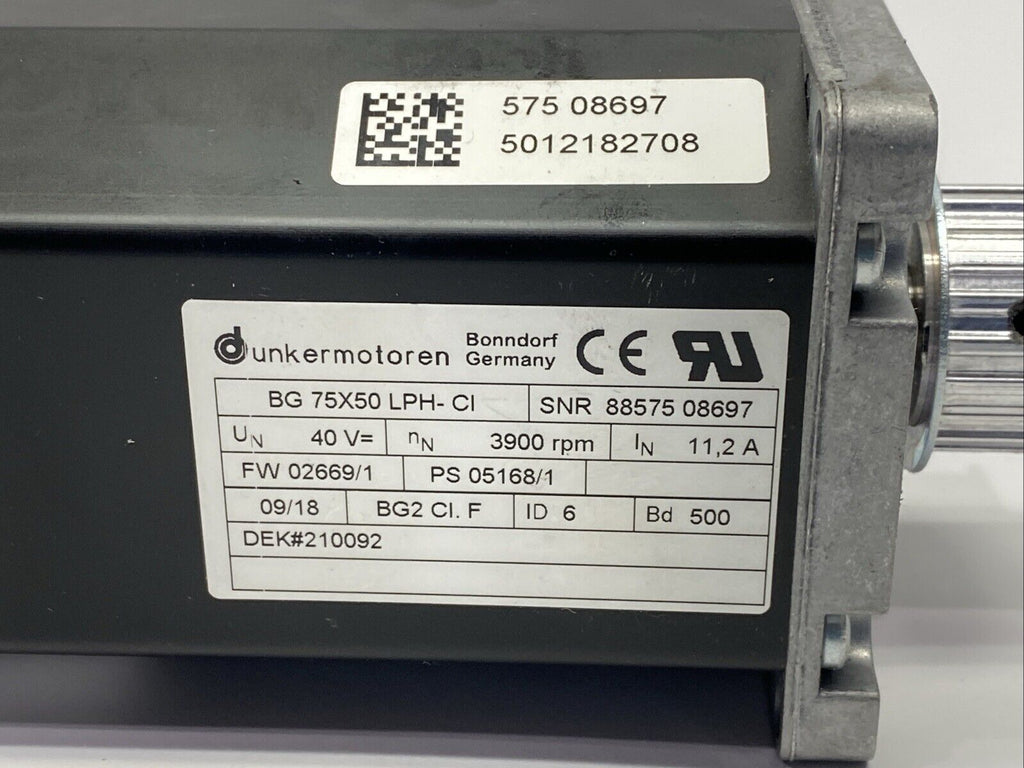 575 08697
5012182708
dunkermotoren Bonndorf Germany CE RU
BG 75X50 LPH- CI SNR 88575 08697
UN 40 V= nN 3900 rpm IN 11,2 A
FW 02669/1 PS 05168/1
09/18 BG2 Cl. F ID 6 Bd 500
DEK#210092